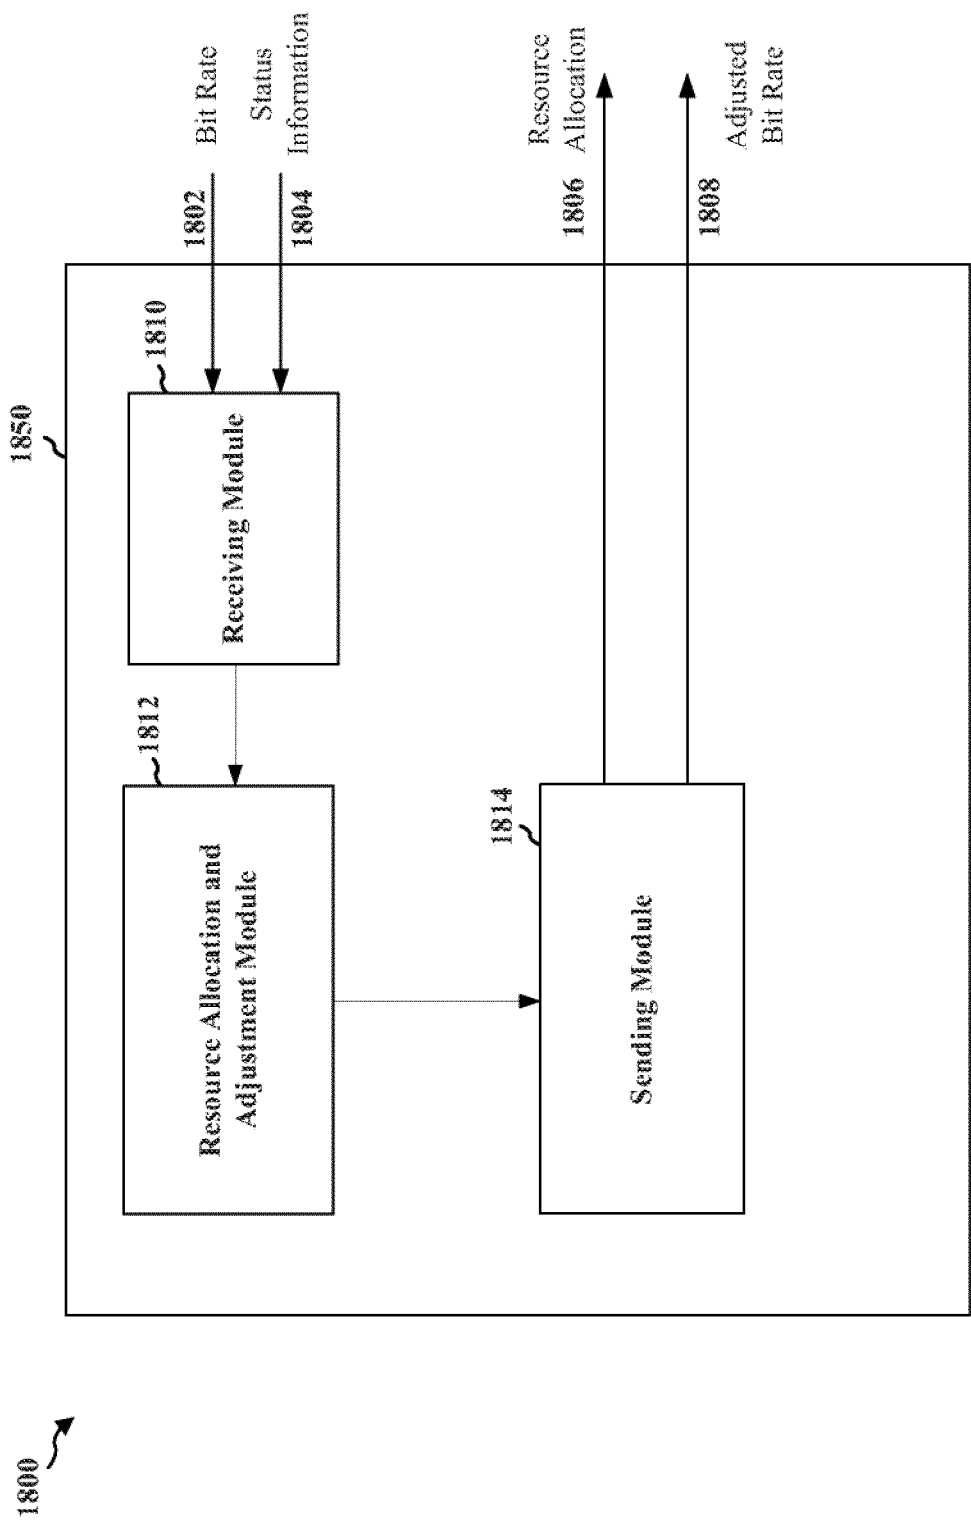 1800
1850
Resource Allocation and
Adjustment Module
1812
Receiving Module
1810
1802
Bit Rate
1804
Status
Information
Sending Module
1814
1806
Resource
Allocation
1808
Adjusted
Bit Rate